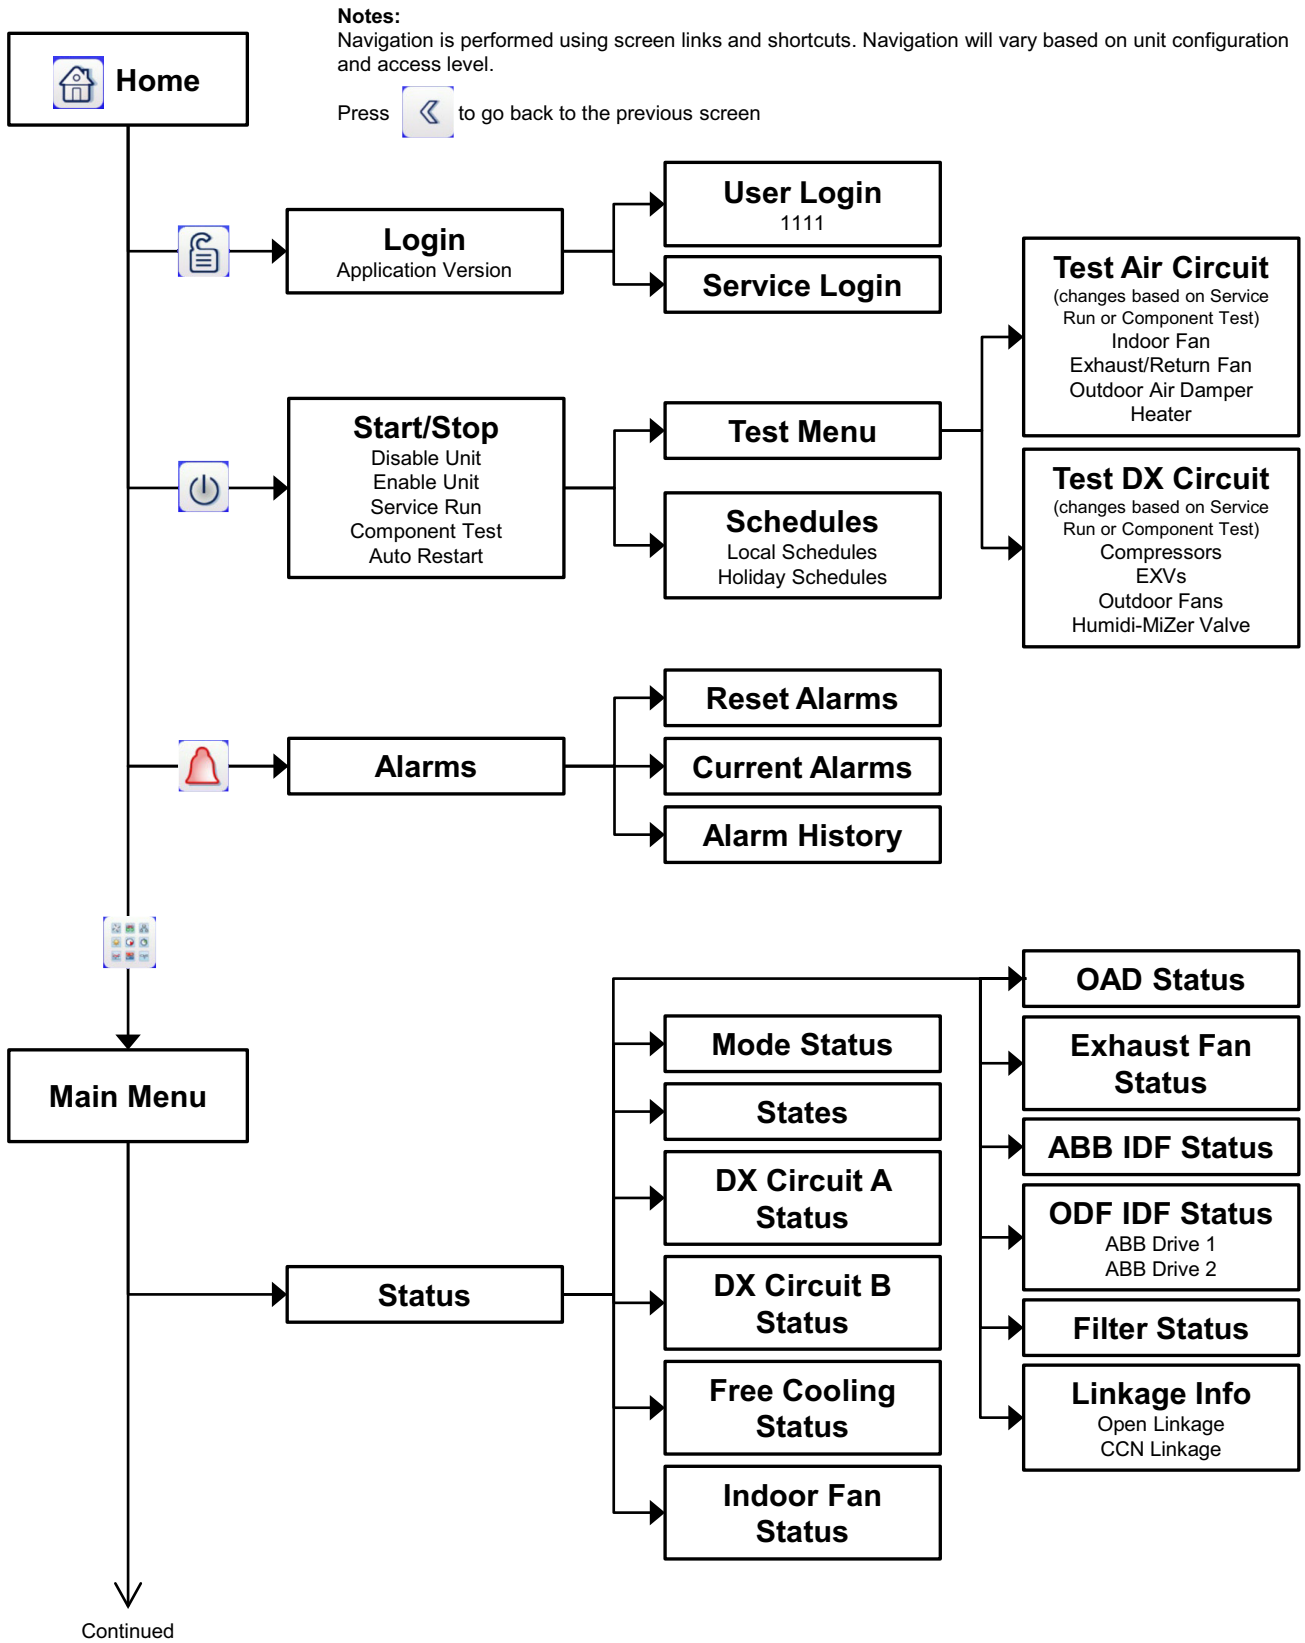 Notes:
Navigation is performed using screen links and shortcuts. Navigation will vary based on unit configuration
and access level.
Home
Press to go back to the previous screen
User Login
1111
Login
Application Version
Service Login
Test Air Circuit
(changes based on Service
Run or Component Test)
Indoor Fan
Exhaust/Return Fan
Outdoor Air Damper
Heater
Start/Stop
Disable Unit
Enable Unit
Service Run
Component Test
Auto Restart
Test Menu
Schedules
Local Schedules
Holiday Schedules
Test DX Circuit
(changes based on Service
Run or Component Test)
Compressors
EXVs
Outdoor Fans
Humidi-MiZer Valve
Alarms
Reset Alarms
Current Alarms
Alarm History
Main Menu
Status
Mode Status
States
DX Circuit A
Status
DX Circuit B
Status
Free Cooling
Status
Indoor Fan
Status
OAD Status
Exhaust Fan
Status
ABB IDF Status
ODF IDF Status
ABB Drive 1
ABB Drive 2
Filter Status
Linkage Info
Open Linkage
CCN Linkage
Continued